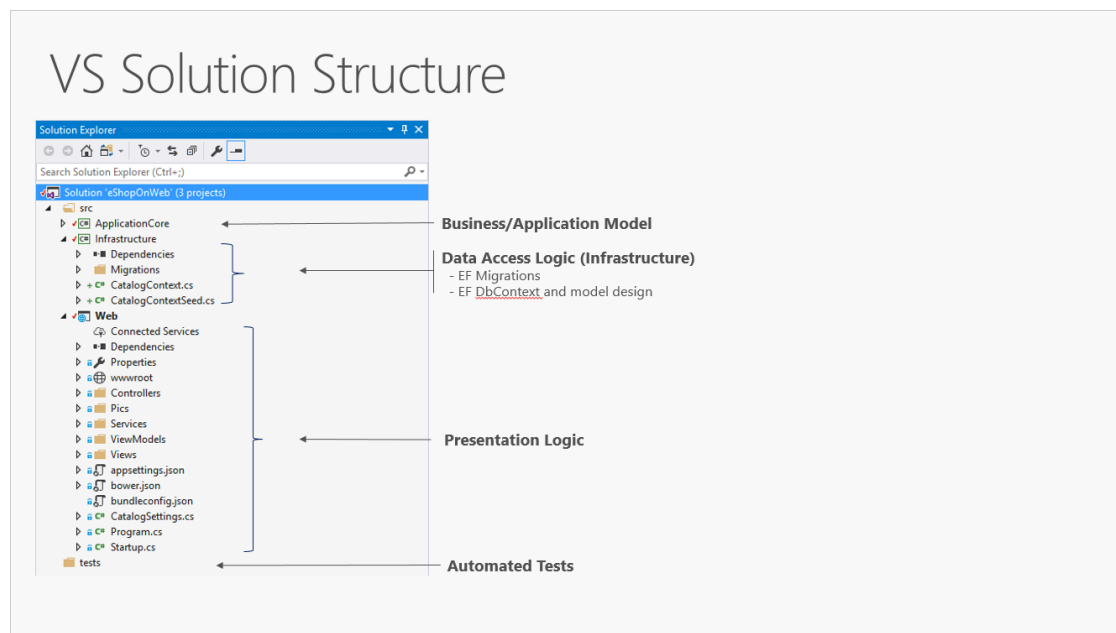 VS Solution Structure
Solution Explorer
Search Solution Explorer (Ctrl+;)
Solution 'eShopOnWeb' (3 projects)
src
ApplicationCore
Business/Application Model
Infrastructure
Data Access Logic (Infrastructure)
- EF Migrations
- EF DbContext and model design
Dependencies
Migrations
CatalogContext.cs
CatalogContextSeed.cs
Web
Connected Services
Dependencies
Properties
wwwroot
Controllers
Pics
Services
ViewModels
Views
appsettings.json
bower.json
bundleconfig.json
CatalogSettings.cs
Program.cs
Startup.cs
Presentation Logic
tests
Automated Tests